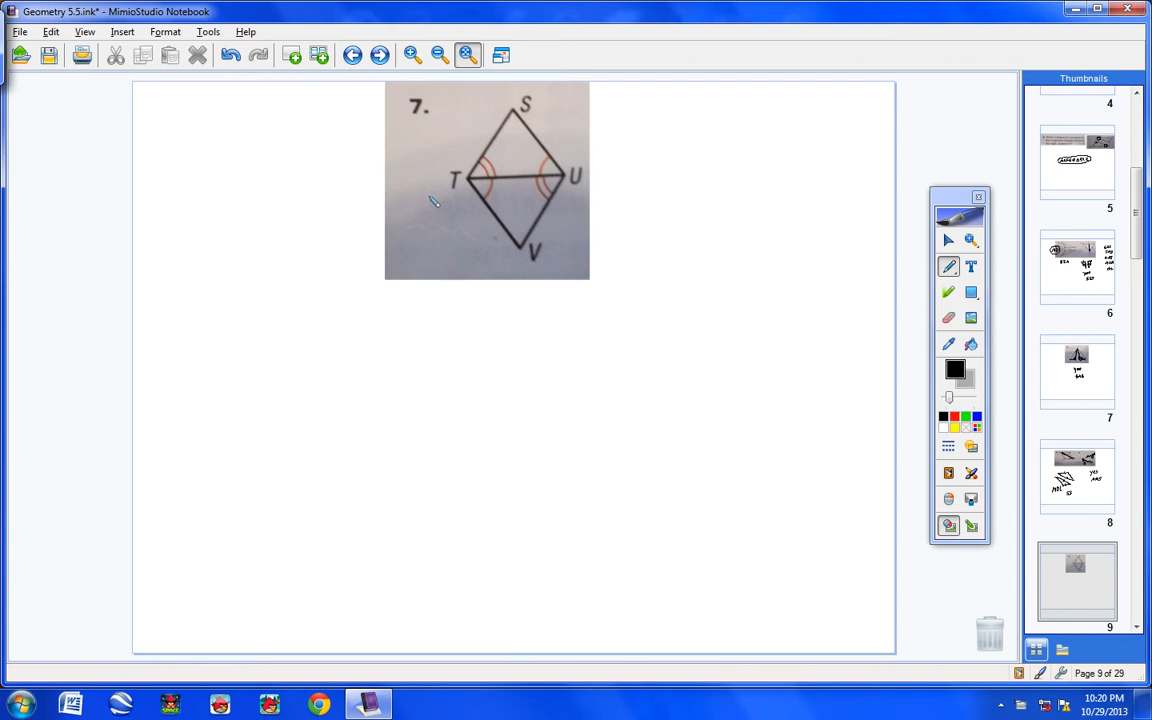 Geometry 5.5.ink* - MimioStudio Notebook
File Edit View Insert Format Tools Help
7.
S
T
U
V
Thumbnails
4
5
6
7
8
9
Page 9 of 29
10:20 PM
10/29/2013